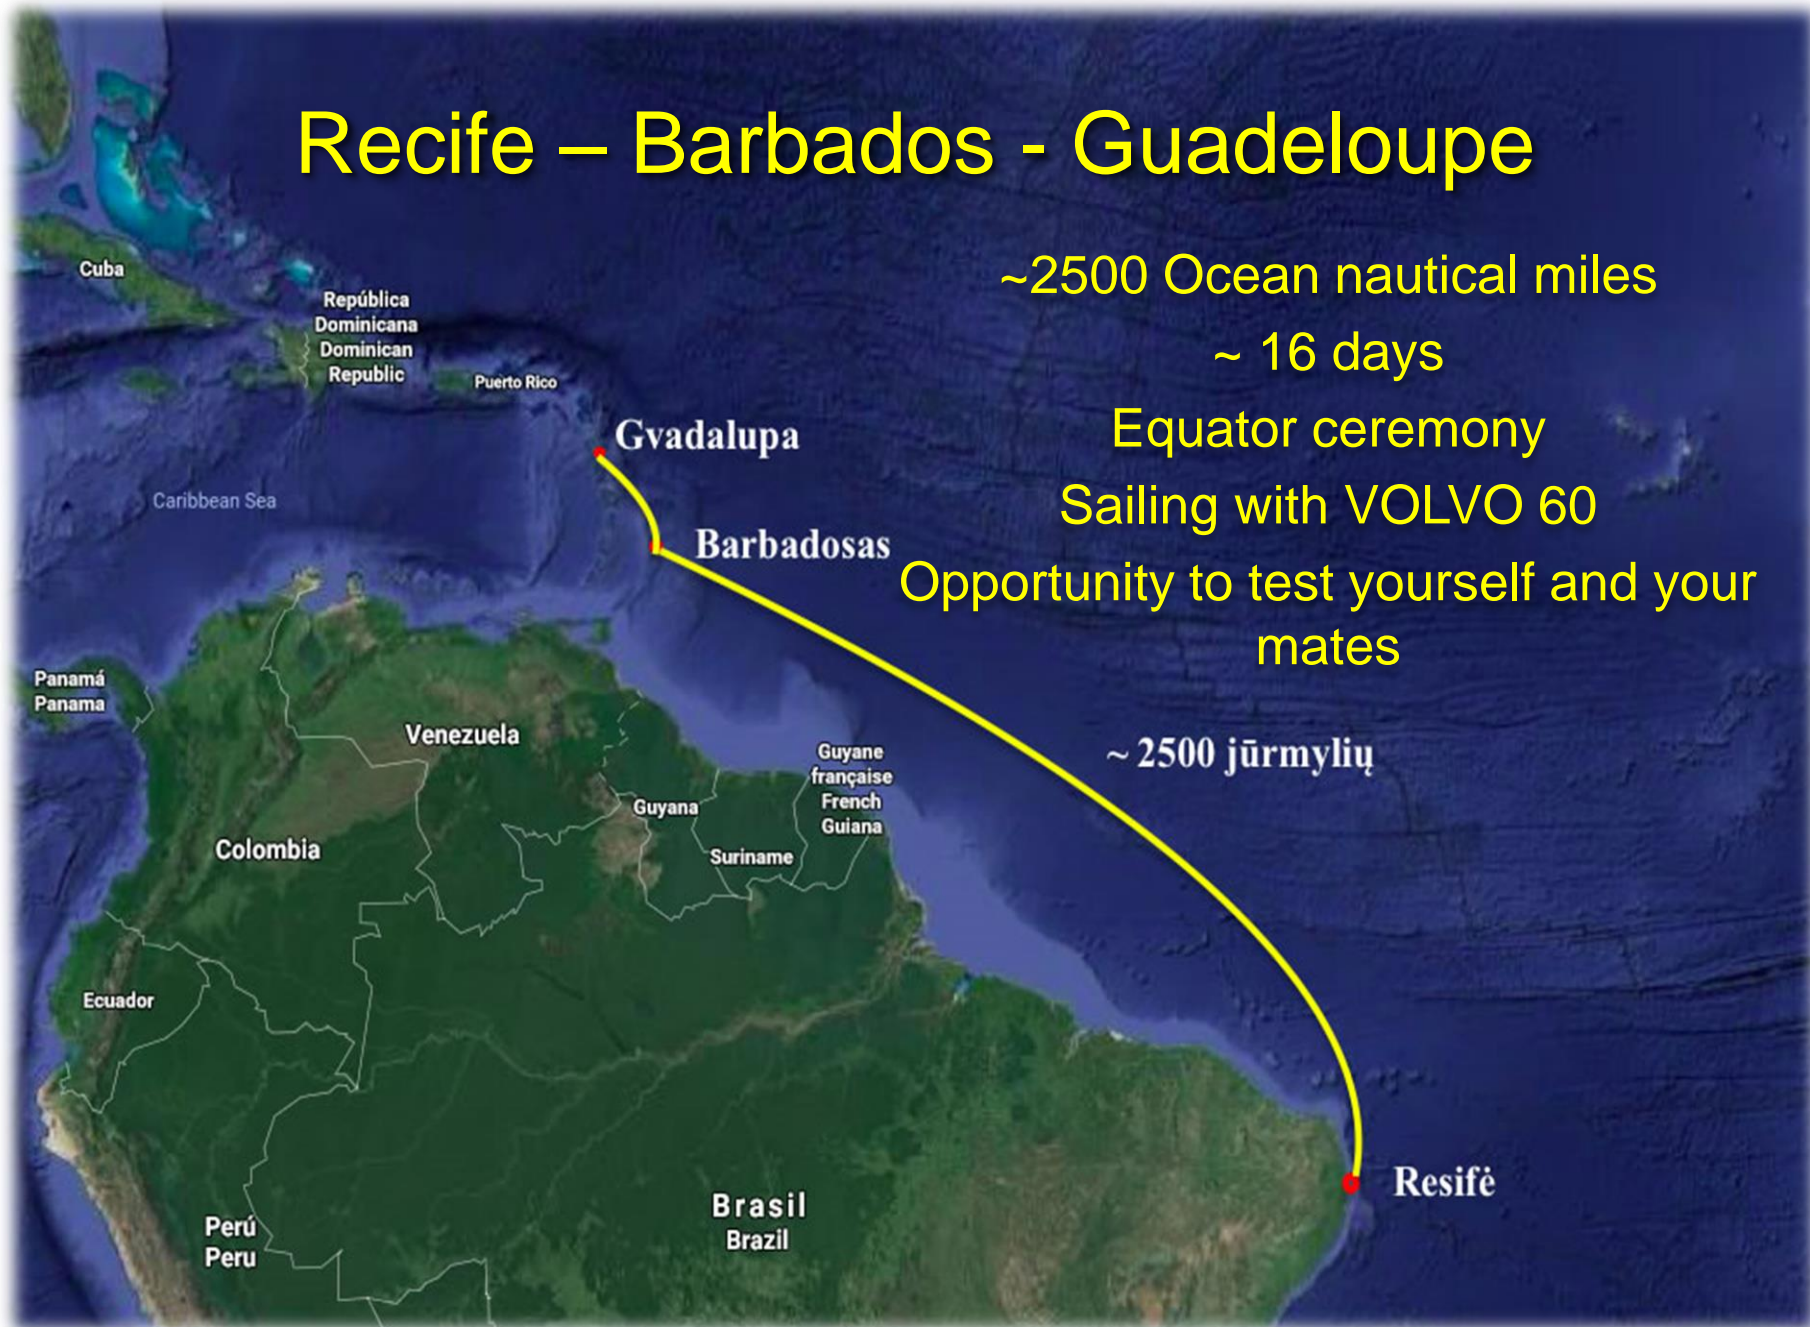 Recife – Barbados - Guadeloupe
~2500 Ocean nautical miles
~ 16 days
Equator ceremony
Sailing with VOLVO 60
Opportunity to test yourself and your
mates
Cuba
República
Dominicana
Dominican
Republic
Puerto Rico
Gvadalupa
Caribbean Sea
Barbadosas
Panamá
Panama
Venezuela
~ 2500 jūrmylių
Guyane
française
French
Guiana
Guyana
Suriname
Colombia
Ecuador
Resifė
Brasil
Brazil
Perú
Peru